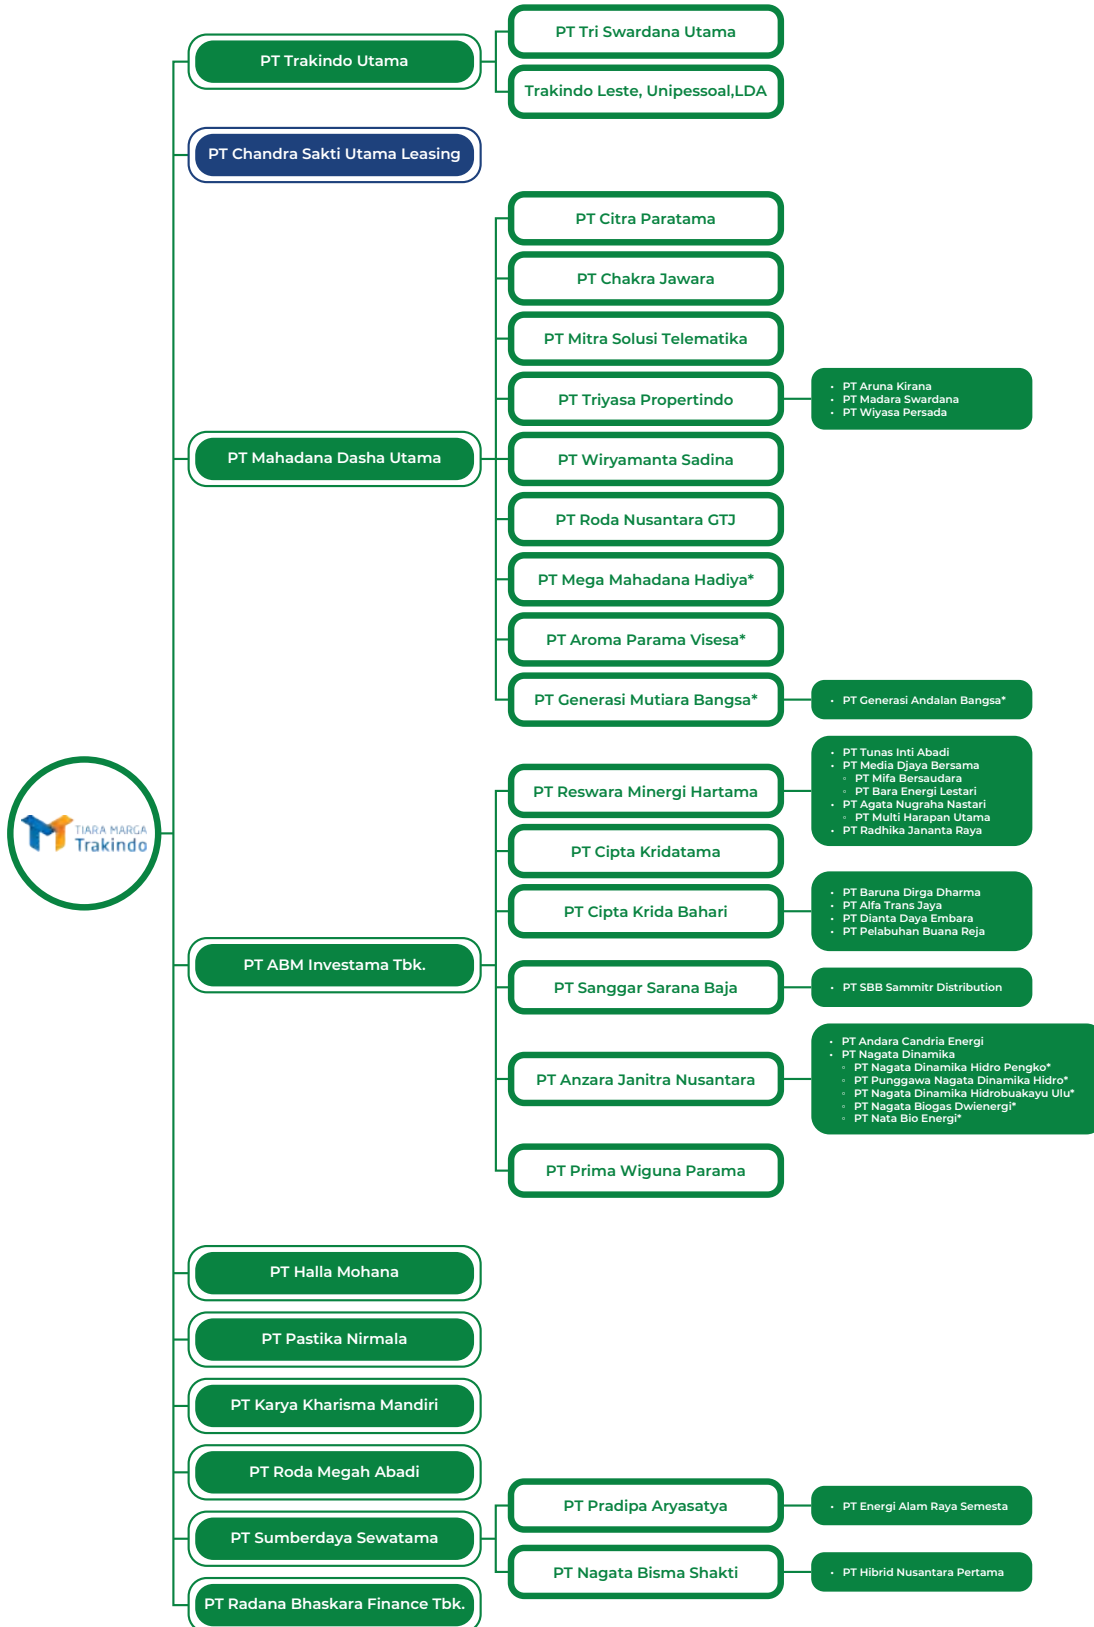 PT Trakindo Utama
PT Tri Swardana Utama
Trakindo Leste, Unipessoal,LDA
PT Chandra Sakti Utama Leasing
PT Mahadana Dasha Utama
PT Citra Paratama
PT Chakra Jawara
PT Mitra Solusi Telematika
PT Triyasa Propertindo
• PT Aruna Kirana
• PT Madara Swardana
• PT Wiyasa Persada
PT Wiryamanta Sadina
PT Roda Nusantara GTJ
PT Mega Mahadana Hadiya*
PT Aroma Parama Visesa*
PT Generasi Mutiara Bangsa*
• PT Generasi Andalan Bangsa*
TIARA MARGA
Trakindo
PT ABM Investama Tbk.
PT Reswara Minergi Hartama
• PT Tunas Inti Abadi
• PT Media Djaya Bersama
◦ PT Mifa Bersaudara
◦ PT Bara Energi Lestari
• PT Agata Nugraha Nastari
◦ PT Multi Harapan Utama
• PT Radhika Jananta Raya
PT Cipta Kridatama
PT Cipta Krida Bahari
• PT Baruna Dirga Dharma
• PT Alfa Trans Jaya
• PT Dianta Daya Embara
• PT Pelabuhan Buana Reja
PT Sanggar Sarana Baja
• PT SBB Sammitr Distribution
PT Anzara Janitra Nusantara
• PT Andara Candria Energi
• PT Nagata Dinamika
◦ PT Nagata Dinamika Hidro Pengko*
◦ PT Punggawa Nagata Dinamika Hidro*
◦ PT Nagata Dinamika Hidrobuakayu Ulu*
◦ PT Nagata Biogas Dwienergi*
◦ PT Nata Bio Energi*
PT Prima Wiguna Parama
PT Halla Mohana
PT Pastika Nirmala
PT Karya Kharisma Mandiri
PT Roda Megah Abadi
PT Sumberdaya Sewatama
PT Pradipa Aryasatya
• PT Energi Alam Raya Semesta
PT Nagata Bisma Shakti
• PT Hibrid Nusantara Pertama
PT Radana Bhaskara Finance Tbk.